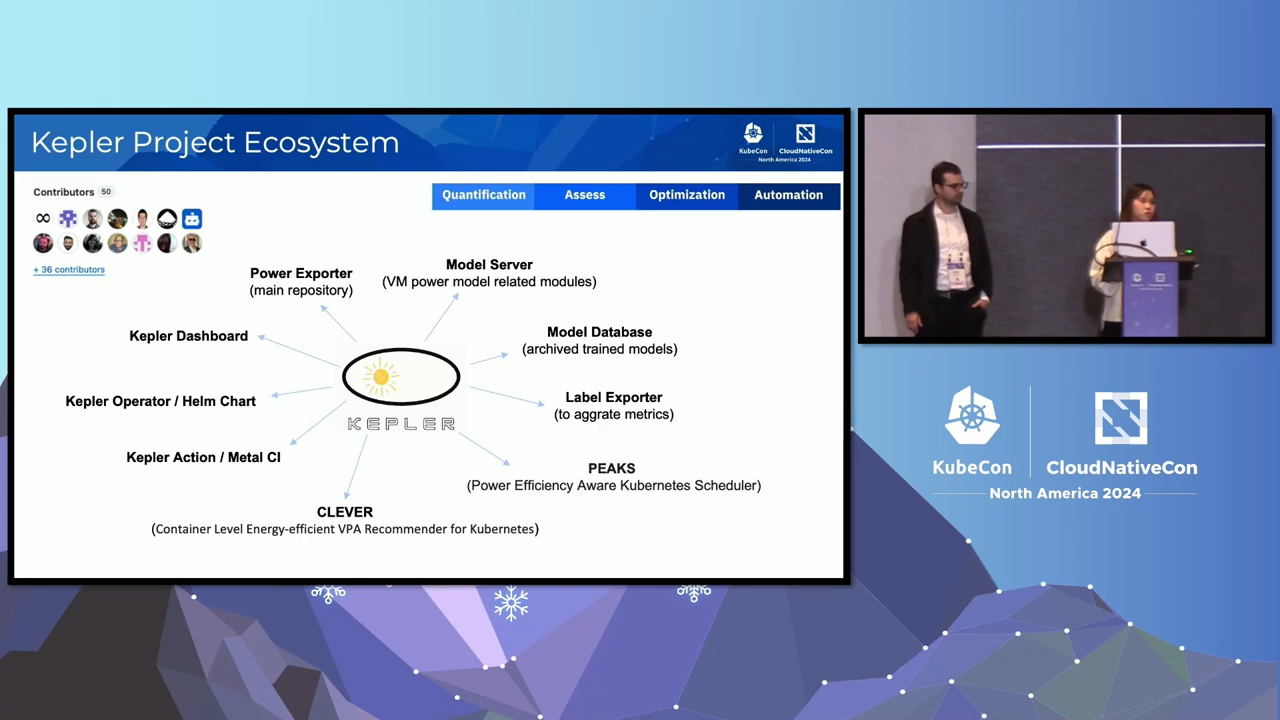 Kepler Project Ecosystem
KubeCon
CloudNativeCon
North America 2024
Contributors 50
+ 36 contributors
Quantification
Assess
Optimization
Automation
Power Exporter
(main repository)
Model Server
(VM power model related modules)
Kepler Dashboard
Model Database
(archived trained models)
Kepler Operator / Helm Chart
Label Exporter
(to aggrate metrics)
KEPLER
Kepler Action / Metal CI
PEAKS
(Power Efficiency Aware Kubernetes Scheduler)
CLEVER
(Container Level Energy-efficient VPA Recommender for Kubernetes)
KubeCon
CloudNativeCon
North America 2024